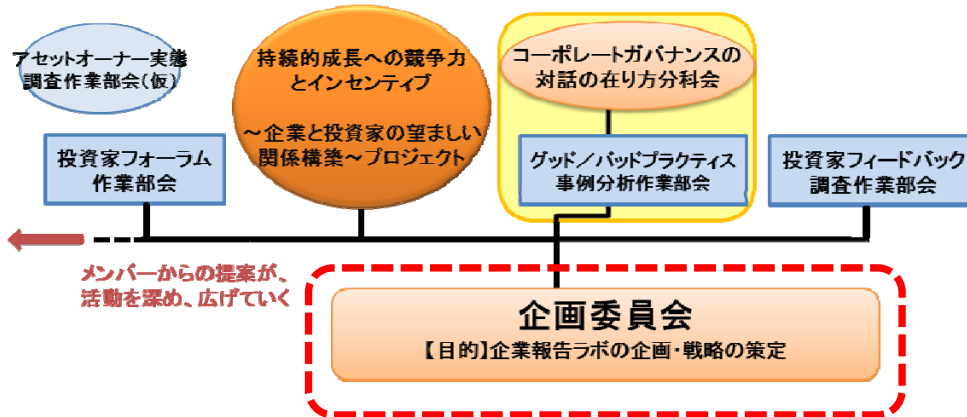 アセットオーナー実態
調査作業部会(仮)
持続的成長への競争力
とインセンティブ
～企業と投資家の望ましい
関係構築～プロジェクト
コーポレートガバナンスの
対話の在り方分科会
投資家フォーラム
作業部会
グッド／バッドプラクティス
事例分析作業部会
投資家フィードバック
調査作業部会
メンバーからの提案が、
活動を深め、広げていく
企画委員会
【目的】企業報告ラボの企画・戦略の策定